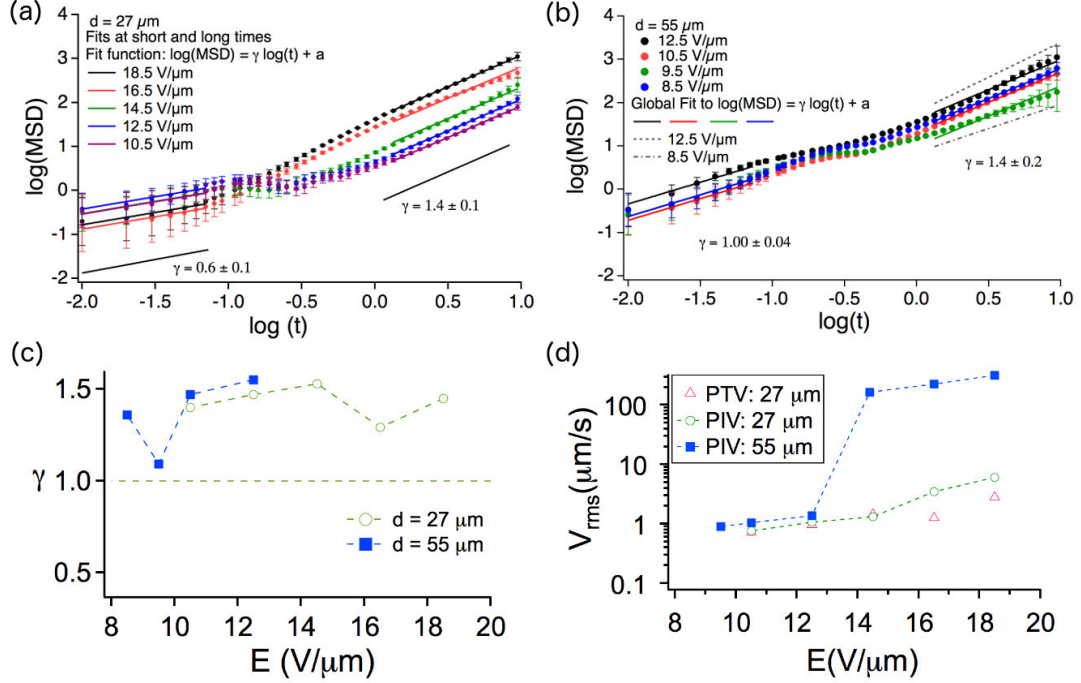 (a)
d = 27 µm
Fits at short and long times
Fit function: log(MSD) = γ log(t) + a
18.5 V/µm
16.5 V/µm
14.5 V/µm
12.5 V/µm
10.5 V/µm
γ = 1.4 ± 0.1
γ = 0.6 ± 0.1
log(MSD)
4
3
2
1
0
-1
-2
-2.0 -1.5 -1.0 -0.5 0.0 0.5 1.0
log (t)
(b)
d = 55 µm
12.5 V/µm
10.5 V/µm
9.5 V/µm
8.5 V/µm
Global Fit to log(MSD) = γ log(t) + a
12.5 V/µm
8.5 V/µm
γ = 1.4 ± 0.2
γ = 1.00 ± 0.04
log(MSD)
4
3
2
1
0
-1
-2
-2.0 -1.5 -1.0 -0.5 0.0 0.5 1.0
log(t)
(c)
γ
1.5
1.0
0.5
d = 27 µm
d = 55 µm
8 10 12 14 16 18 20
E (V/µm)
(d)
PTV: 27 µm
PIV: 27 µm
PIV: 55 µm
Vrms(µm/s)
100
10
1
0.1
8 10 12 14 16 18 20
E(V/µm)